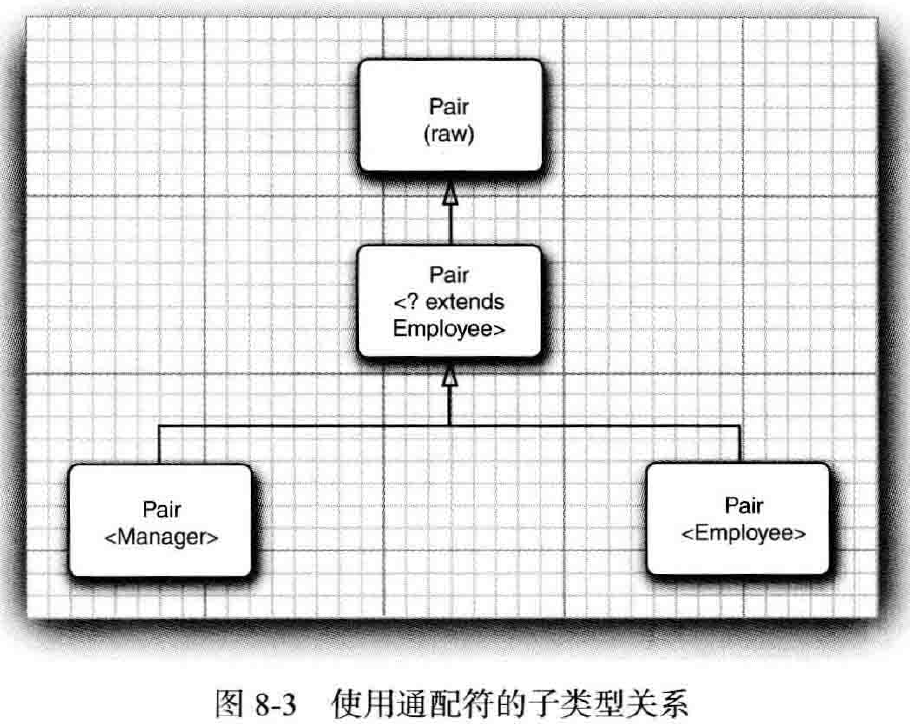 Pair
(raw)
Pair
<? extends
Employee>
Pair
<Manager>
Pair
<Employee>
图 8-3 使用通配符的子类型关系